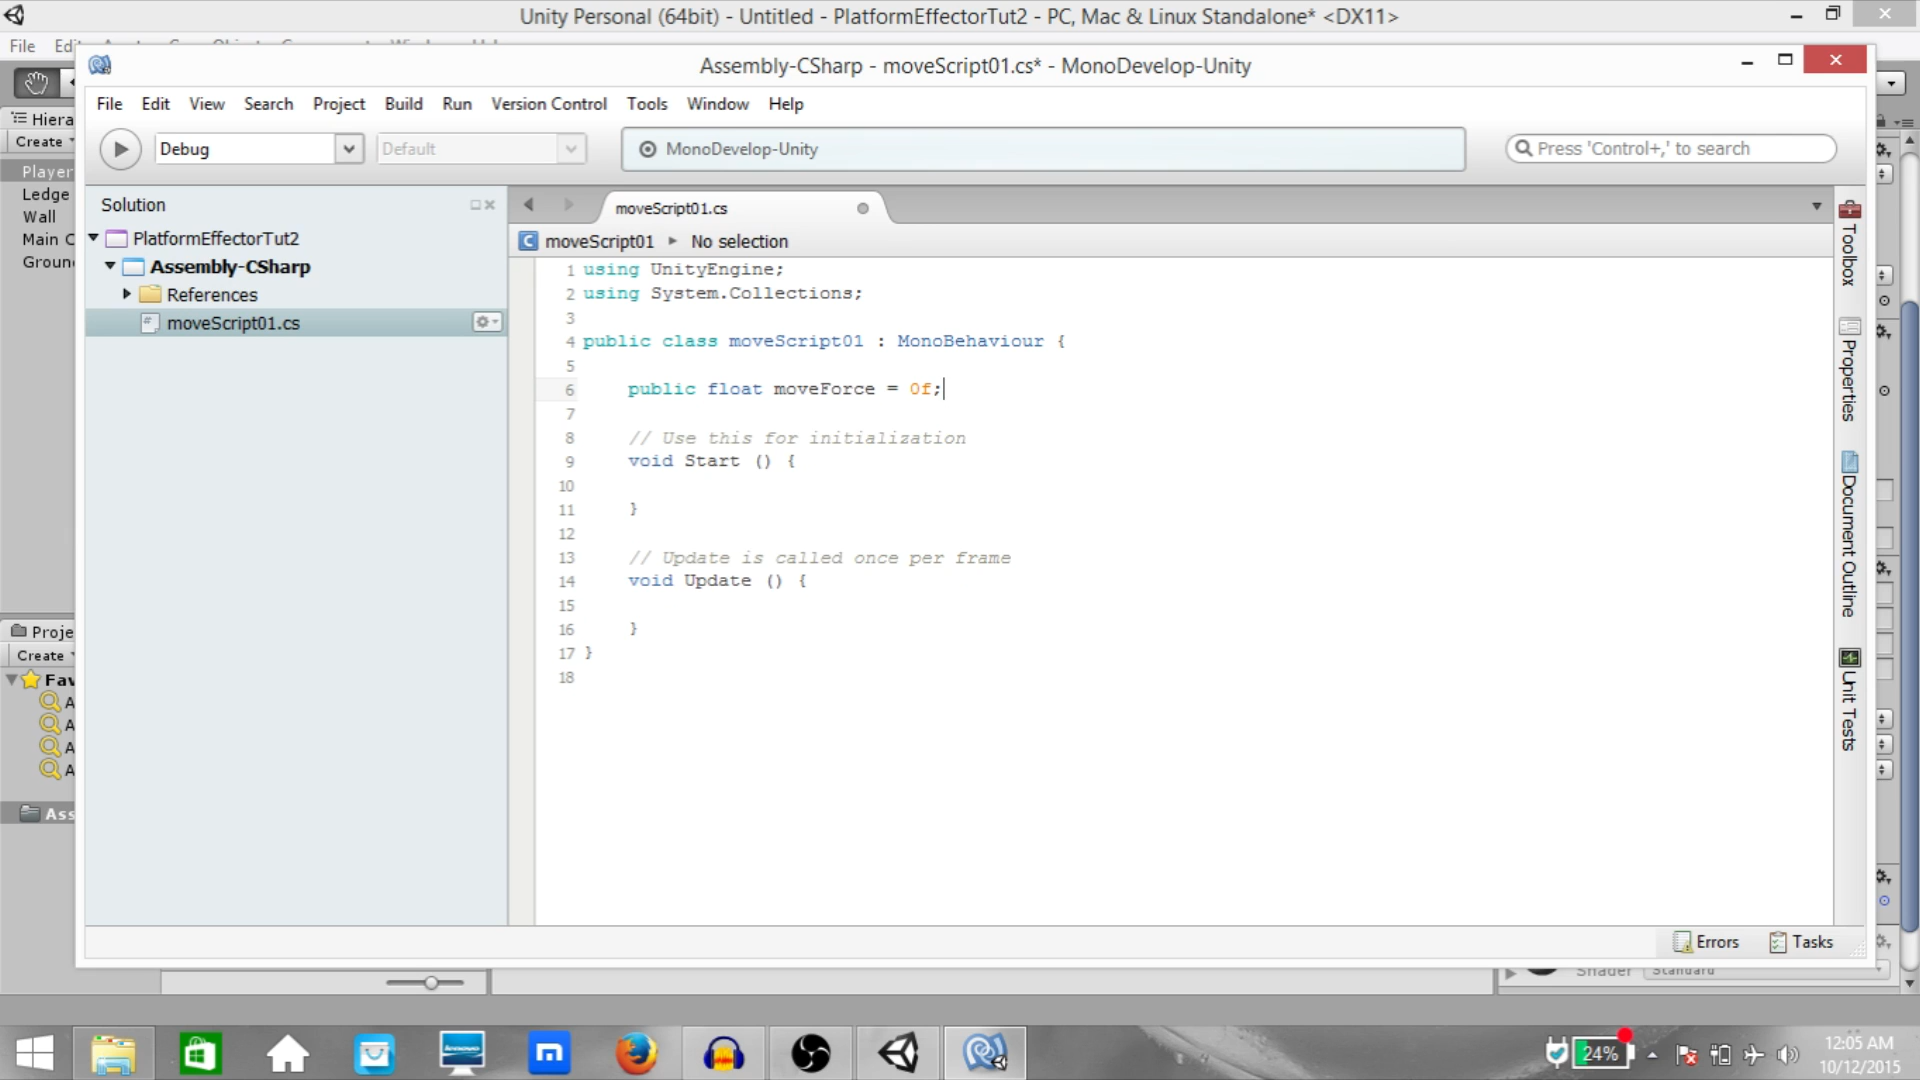 Unity Personal (64bit) - Untitled - PlatformEffectorTut2 - PC, Mac & Linux Standalone* <DX11>
File
Assembly-CSharp - moveScript01.cs* - MonoDevelop-Unity
File Edit View Search Project Build Run Version Control Tools Window Help
Debug Default MonoDevelop-Unity Press 'Control+,' to search
Hiera
Create
Player
Ledge
Wall
Main C
Groun
Proje
Create
Fav
A
A
A
A
Ass
Solution
PlatformEffectorTut2
Assembly-CSharp
References
moveScript01.cs
moveScript01.cs
moveScript01 No selection
1 using UnityEngine;
2 using System.Collections;
3
4 public class moveScript01 : MonoBehaviour {
5
6 public float moveForce = 0f;
7
8 // Use this for initialization
9 void Start () {
10
11 }
12
13 // Update is called once per frame
14 void Update () {
15
16 }
17 }
18
Toolbox
Properties
Document Outline
Unit Tests
Errors Tasks
Shader Standard
24%
12:05 AM
10/12/2015